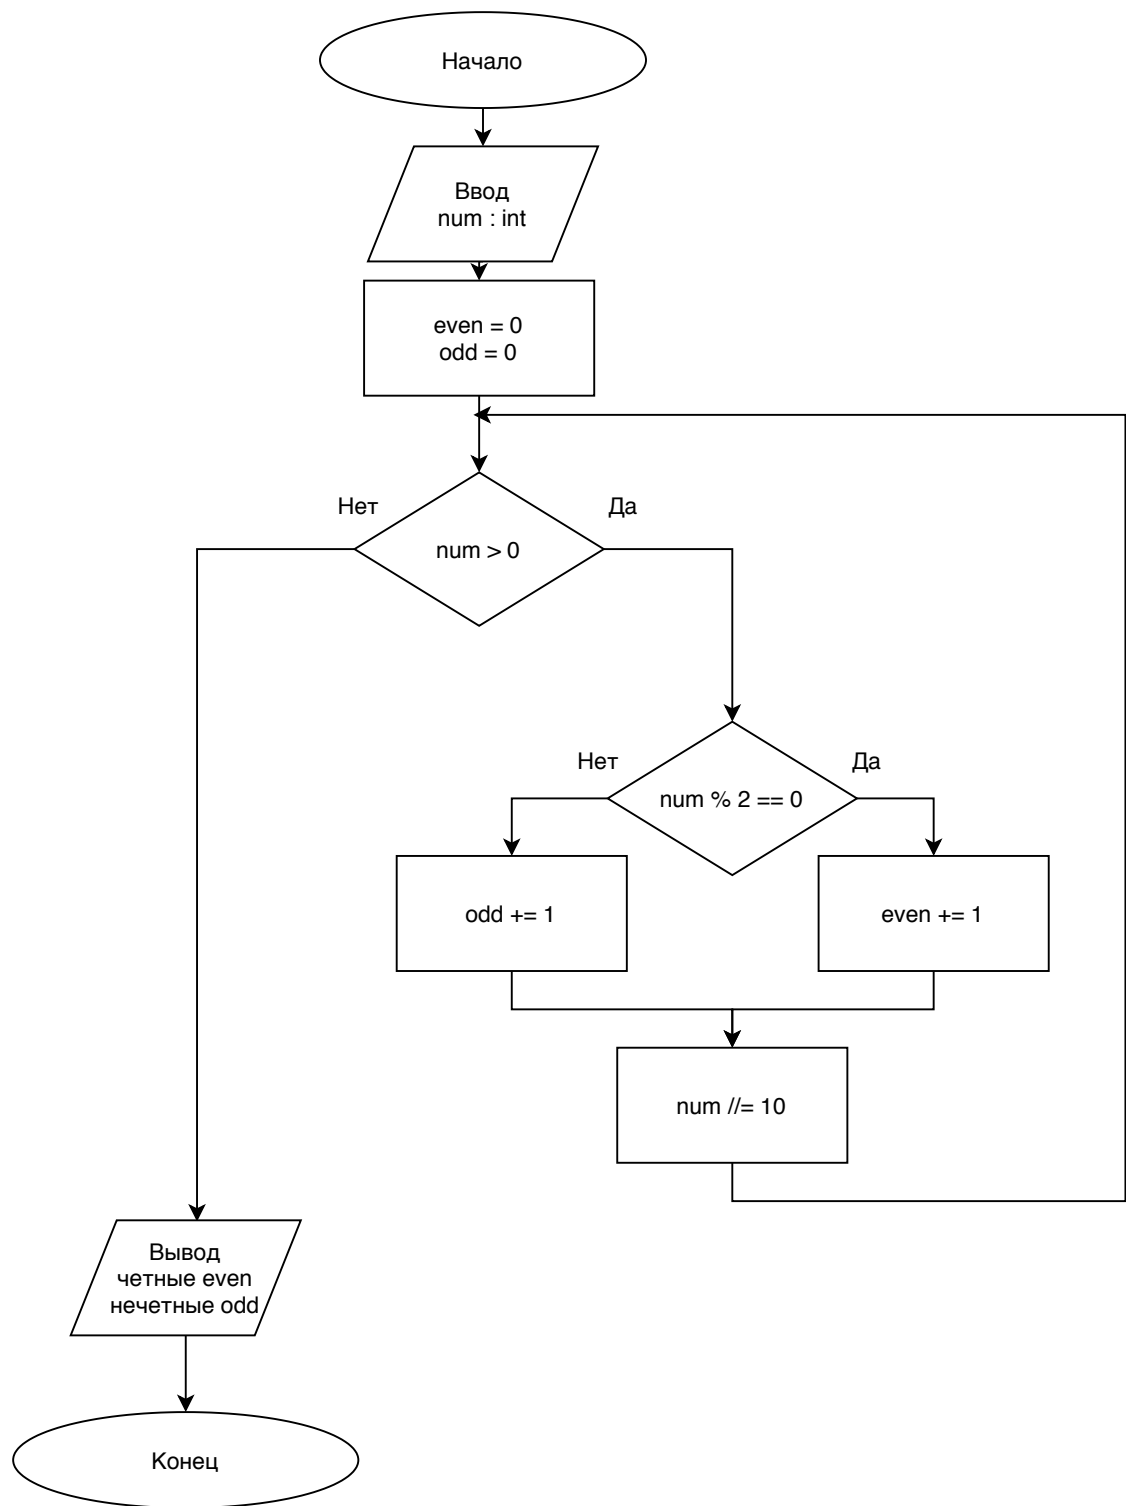 Начало
Ввод
num : int
even = 0
odd = 0
Нет
Да
num > 0
Нет
Да
num % 2 == 0
odd += 1
even += 1
num //= 10
Вывод
четные even
нечетные odd
Конец